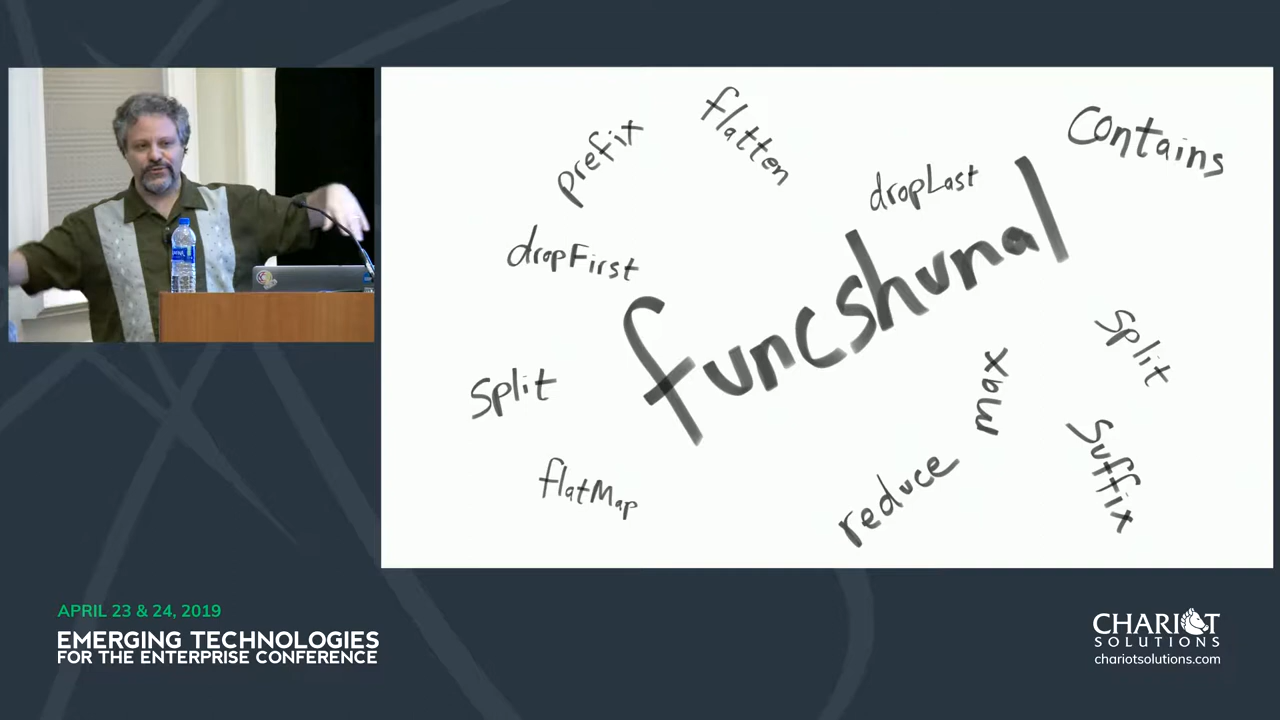 prefix
flatten
Contains
dropLast
dropFirst
funcshunal
split
split
max
suffix
flatMap
reduce
APRIL 23 & 24, 2019
EMERGING TECHNOLOGIES
FOR THE ENTERPRISE CONFERENCE
CHARIOT
SOLUTIONS
chariotsolutions.com